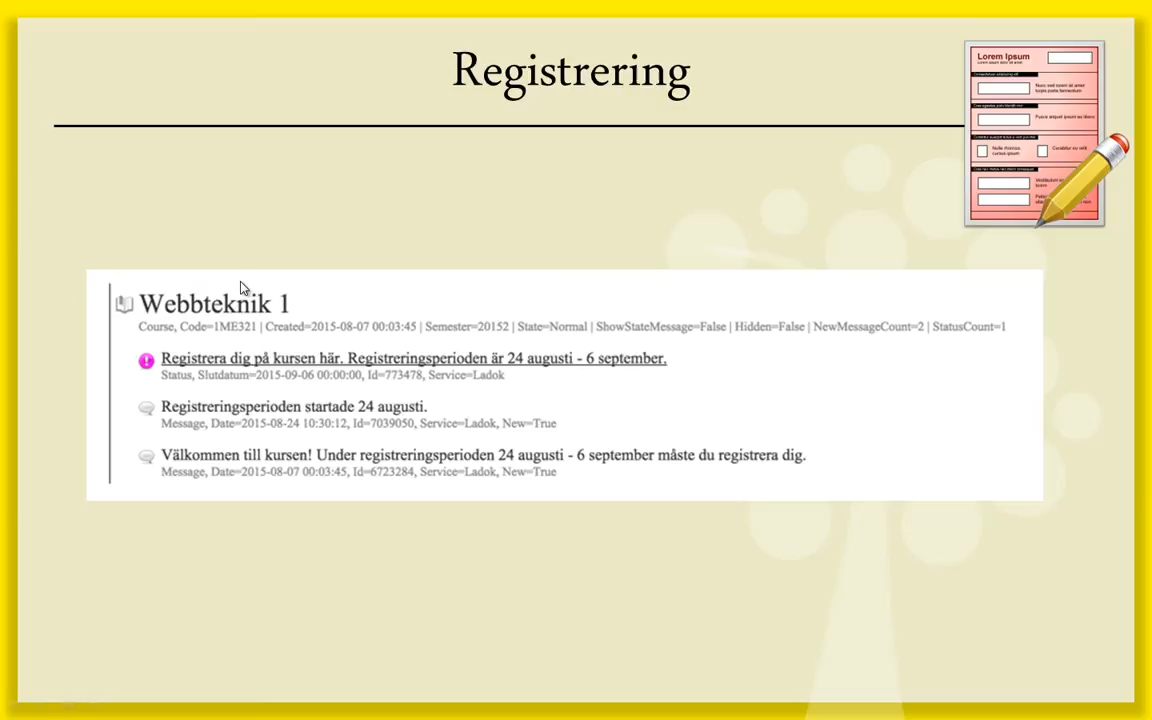 Registrering
Lorem Ipsum
Webbteknik 1
Course, Code=1ME321 | Created=2015-08-07 00:03:45 | Semester=20152 | State=Normal | ShowStateMessage=False | Hidden=False | NewMessageCount=2 | StatusCount=1
Registrera dig på kursen här. Registreringsperioden är 24 augusti - 6 september.
Status, Slutdatum=2015-09-06 00:00:00, Id=773478, Service=Ladok
Registreringsperioden startade 24 augusti.
Message, Date=2015-08-24 10:30:12, Id=7039050, Service=Ladok, New=True
Välkommen till kursen! Under registreringsperioden 24 augusti - 6 september måste du registrera dig.
Message, Date=2015-08-07 00:03:45, Id=6723284, Service=Ladok, New=True